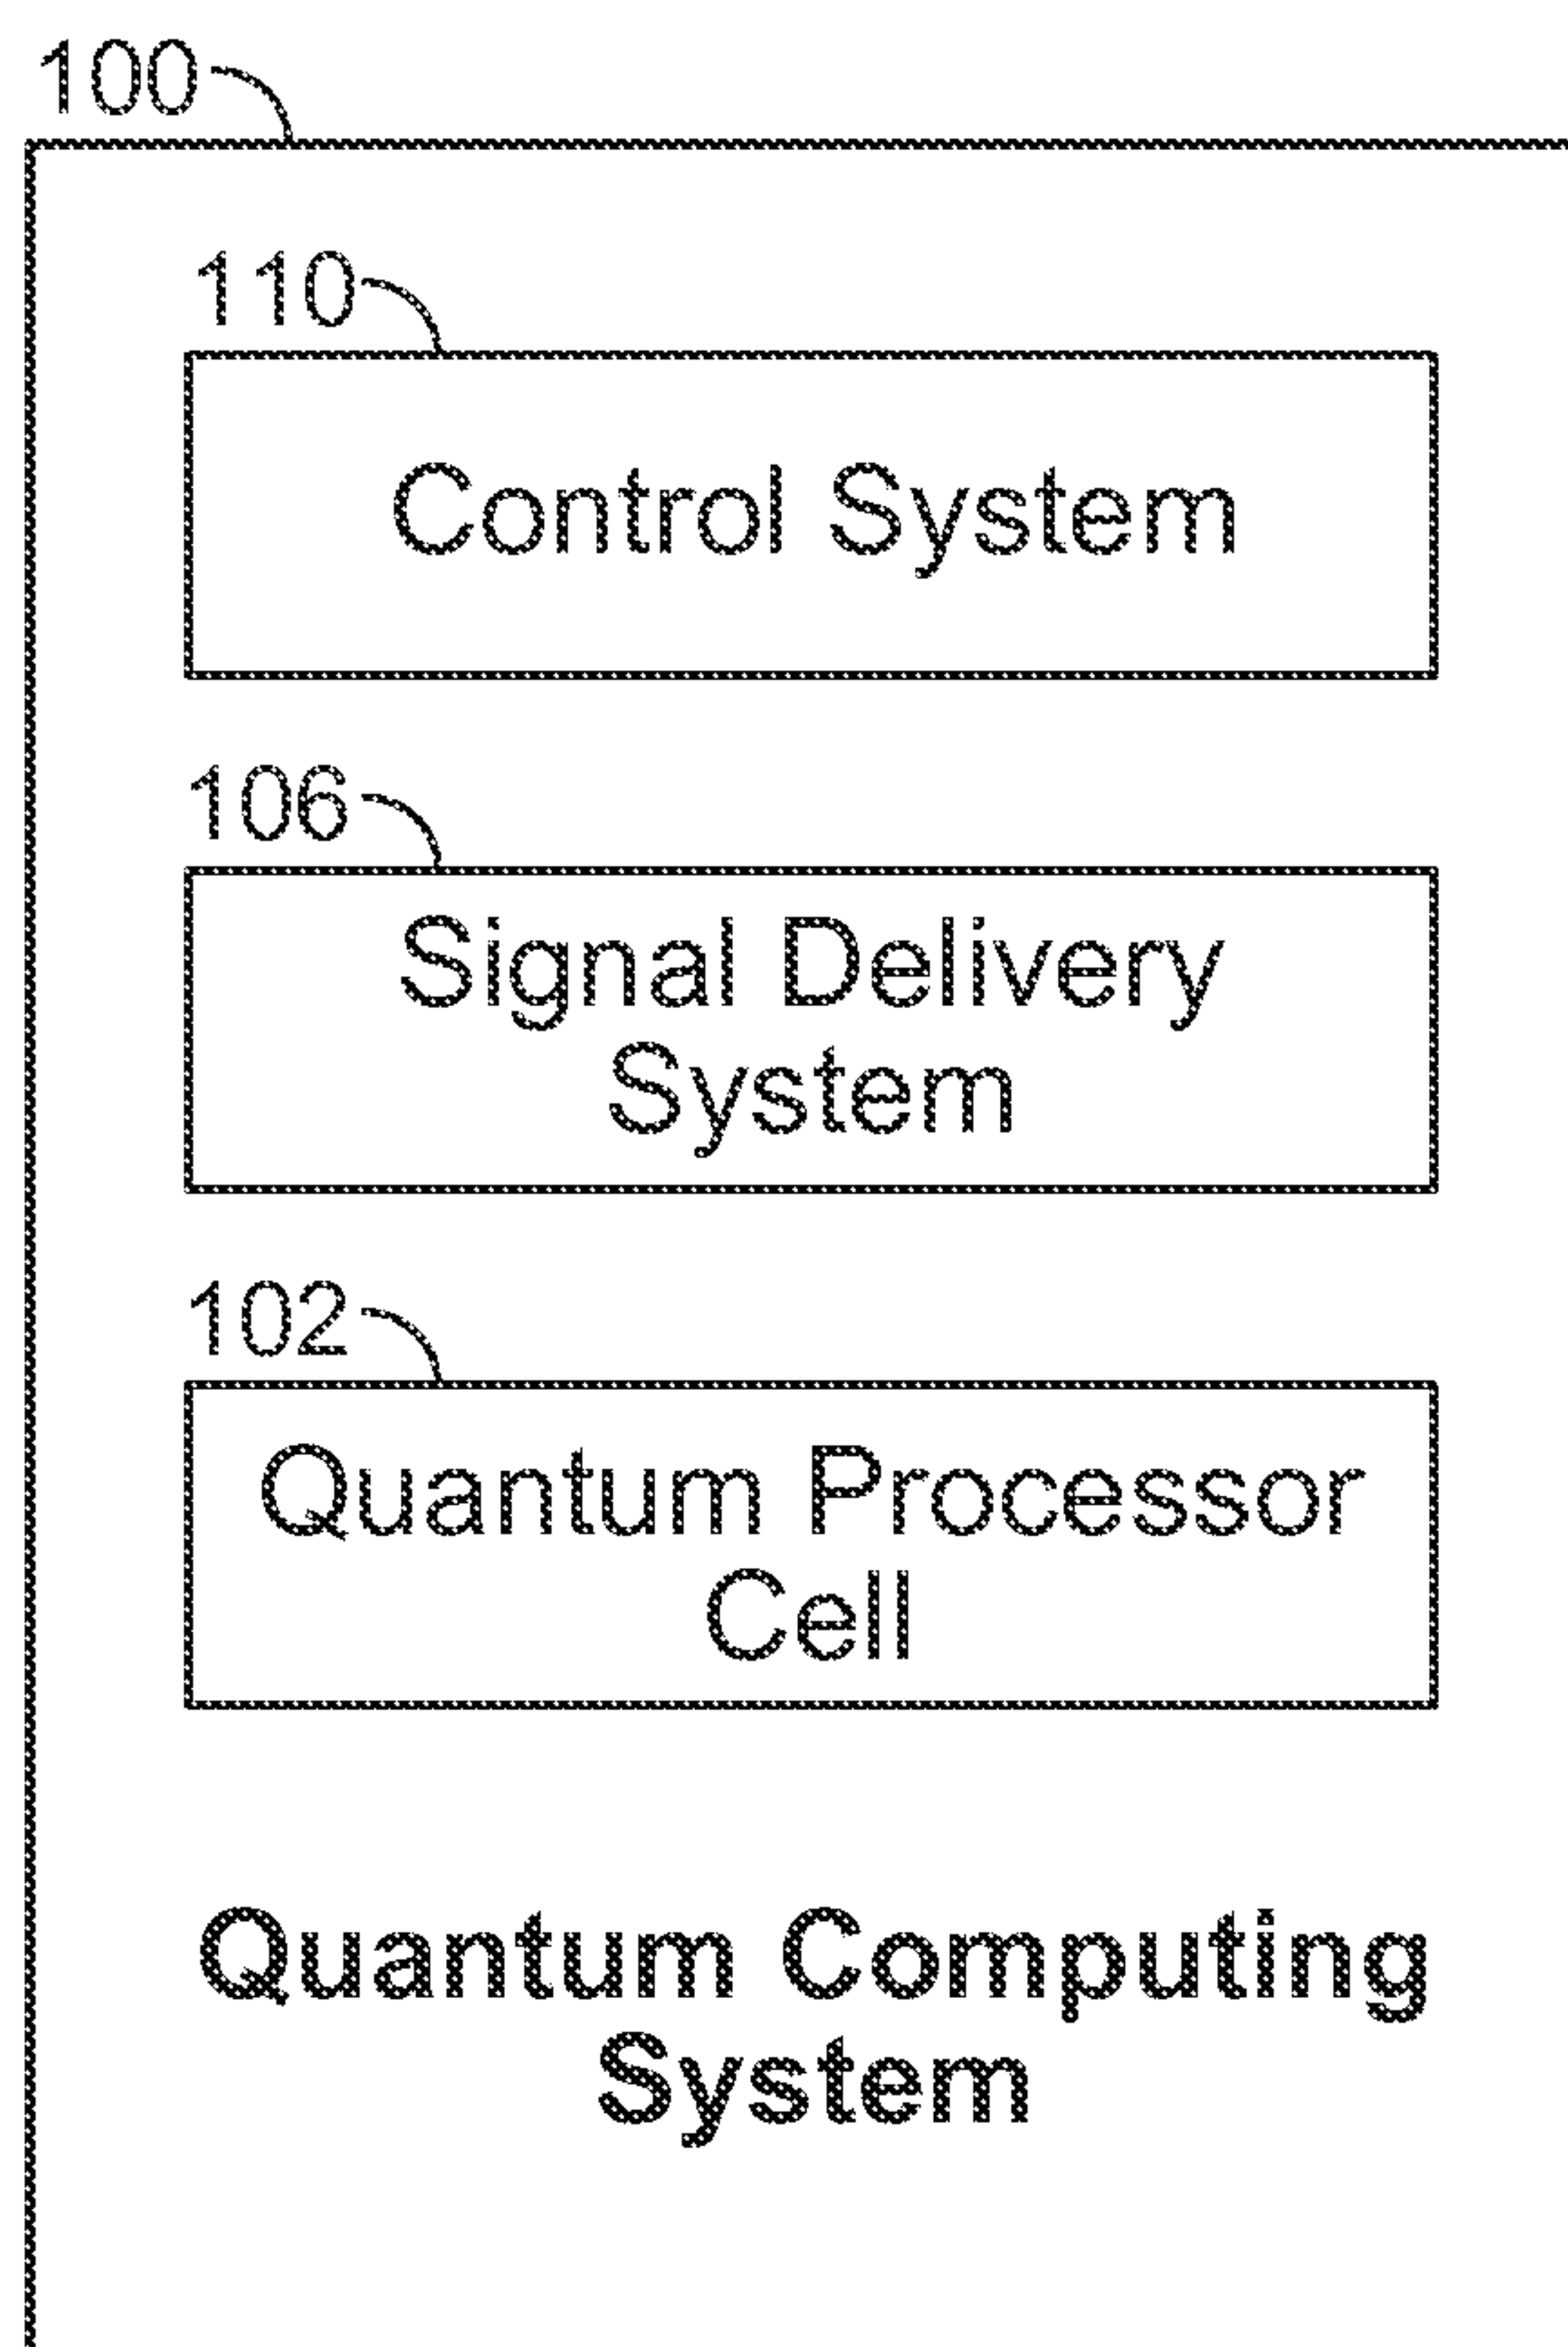 100
110
Control System
106
Signal Delivery
System
102
Quantum Processor
Cell
Quantum Computing
System